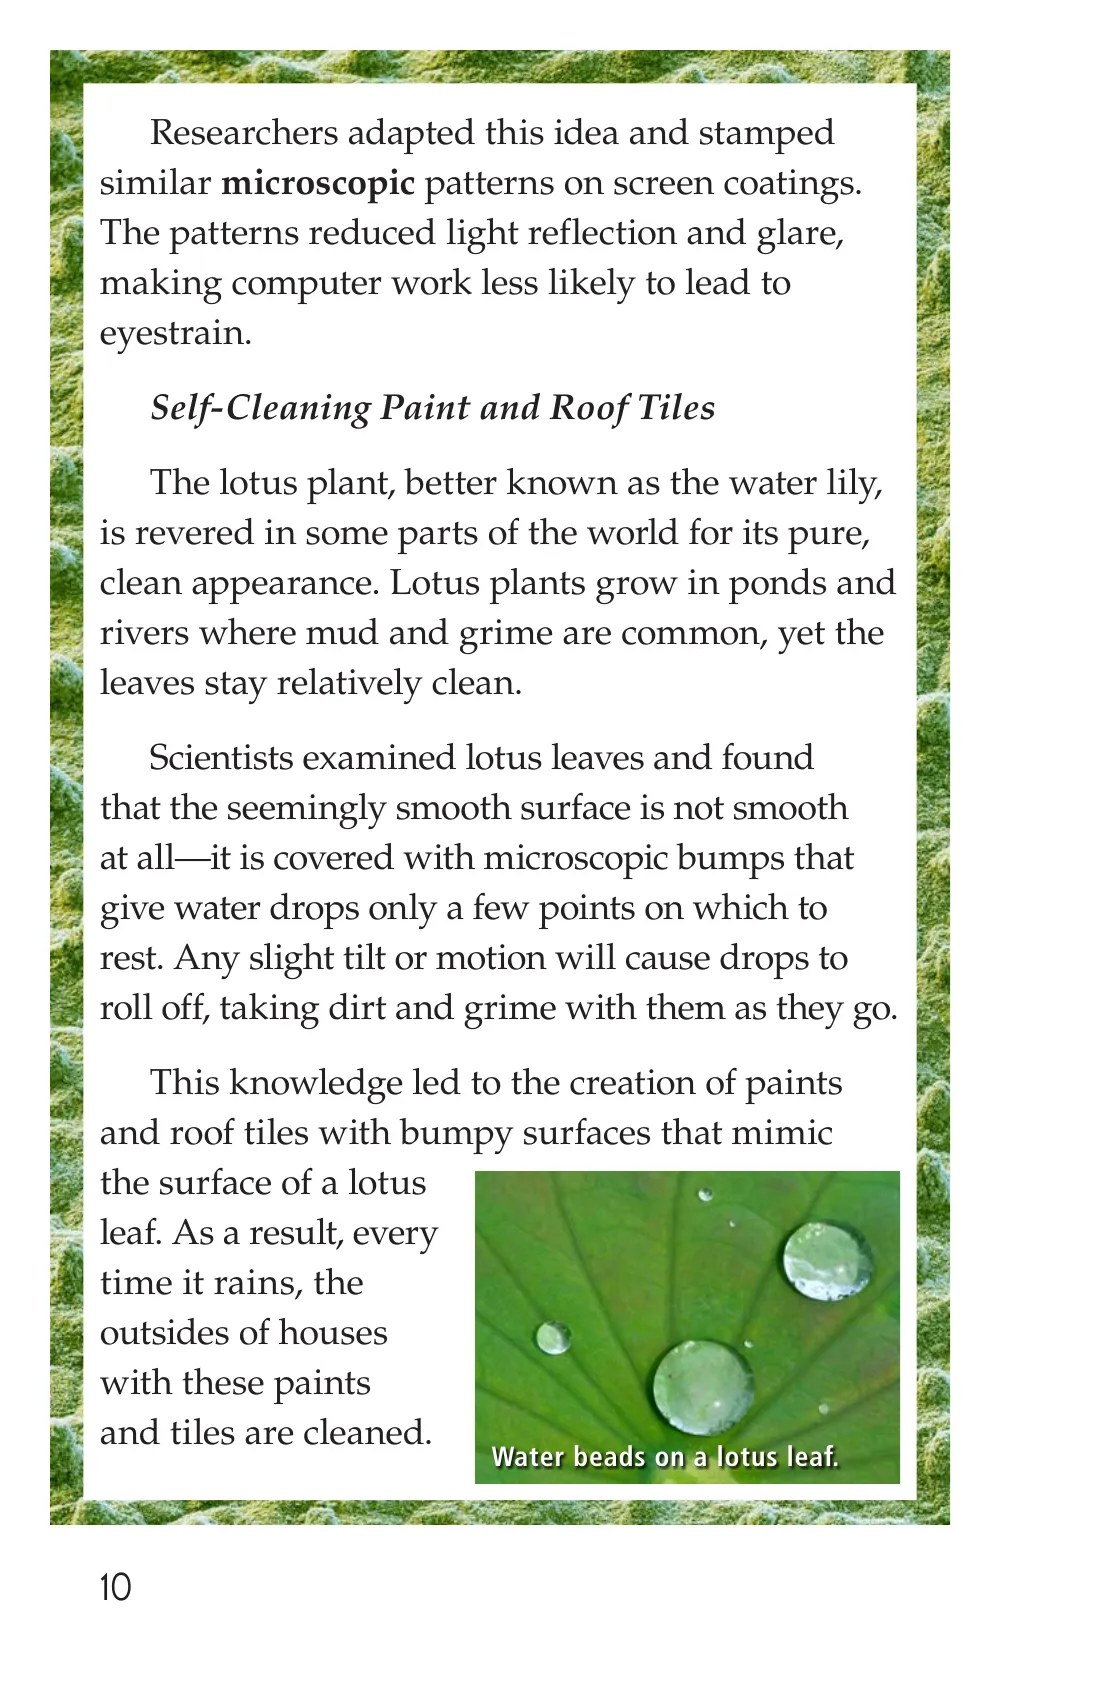 Researchers adapted this idea and stamped
similar microscopic patterns on screen coatings.
The patterns reduced light reflection and glare,
making computer work less likely to lead to
eyestrain.
Self-Cleaning Paint and Roof Tiles
The lotus plant, better known as the water lily,
is revered in some parts of the world for its pure,
clean appearance. Lotus plants grow in ponds and
rivers where mud and grime are common, yet the
leaves stay relatively clean.
Scientists examined lotus leaves and found
that the seemingly smooth surface is not smooth
at all—it is covered with microscopic bumps that
give water drops only a few points on which to
rest. Any slight tilt or motion will cause drops to
roll off, taking dirt and grime with them as they go.
This knowledge led to the creation of paints
and roof tiles with bumpy surfaces that mimic
the surface of a lotus
leaf. As a result, every
time it rains, the
outsides of houses
with these paints
and tiles are cleaned.
Water beads on a lotus leaf.
10